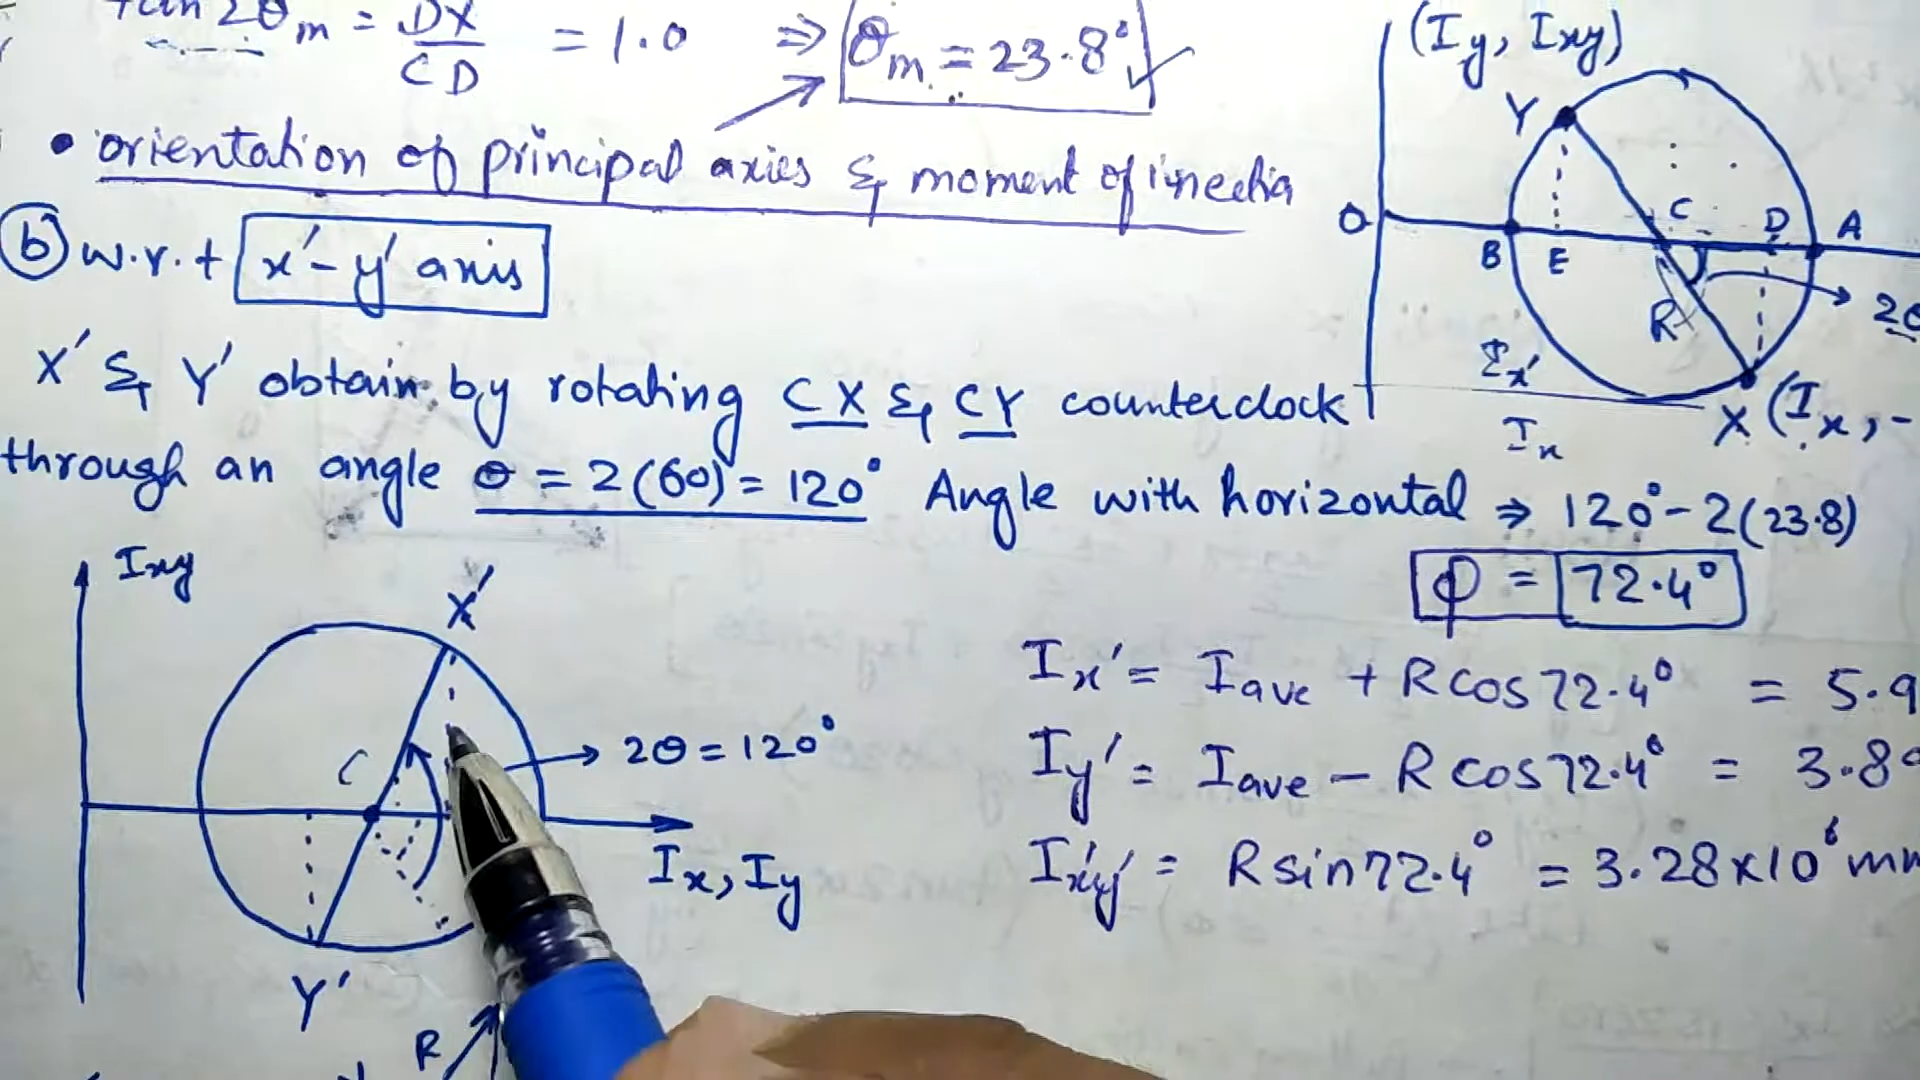 tan 2θm = DX / CD = 1.0 ⇒ θm = 23.8° ✓
• orientation of principal axies & moment of inertia
(b) w.r.t x′ - y′ axis
X′ & Y′ obtain by rotating CX & CY counterclock
through an angle θ = 2(60) = 120° Angle with horizontal ⇒ 120° - 2(23.8)
φ = 72.4°
Ix′ = Iave + R cos 72.4° = 5.9
Iy′ = Iave - R cos 72.4° = 3.8
Ix′y′ = R sin 72.4° = 3.28 x 10⁶ mm
(Iy, Ixy)
Y
O B E C D A
R
2θ
Ix′
Ix
X (Ix, -
Ixy
X′
C
2θ = 120°
Ix, Iy
Y′
R